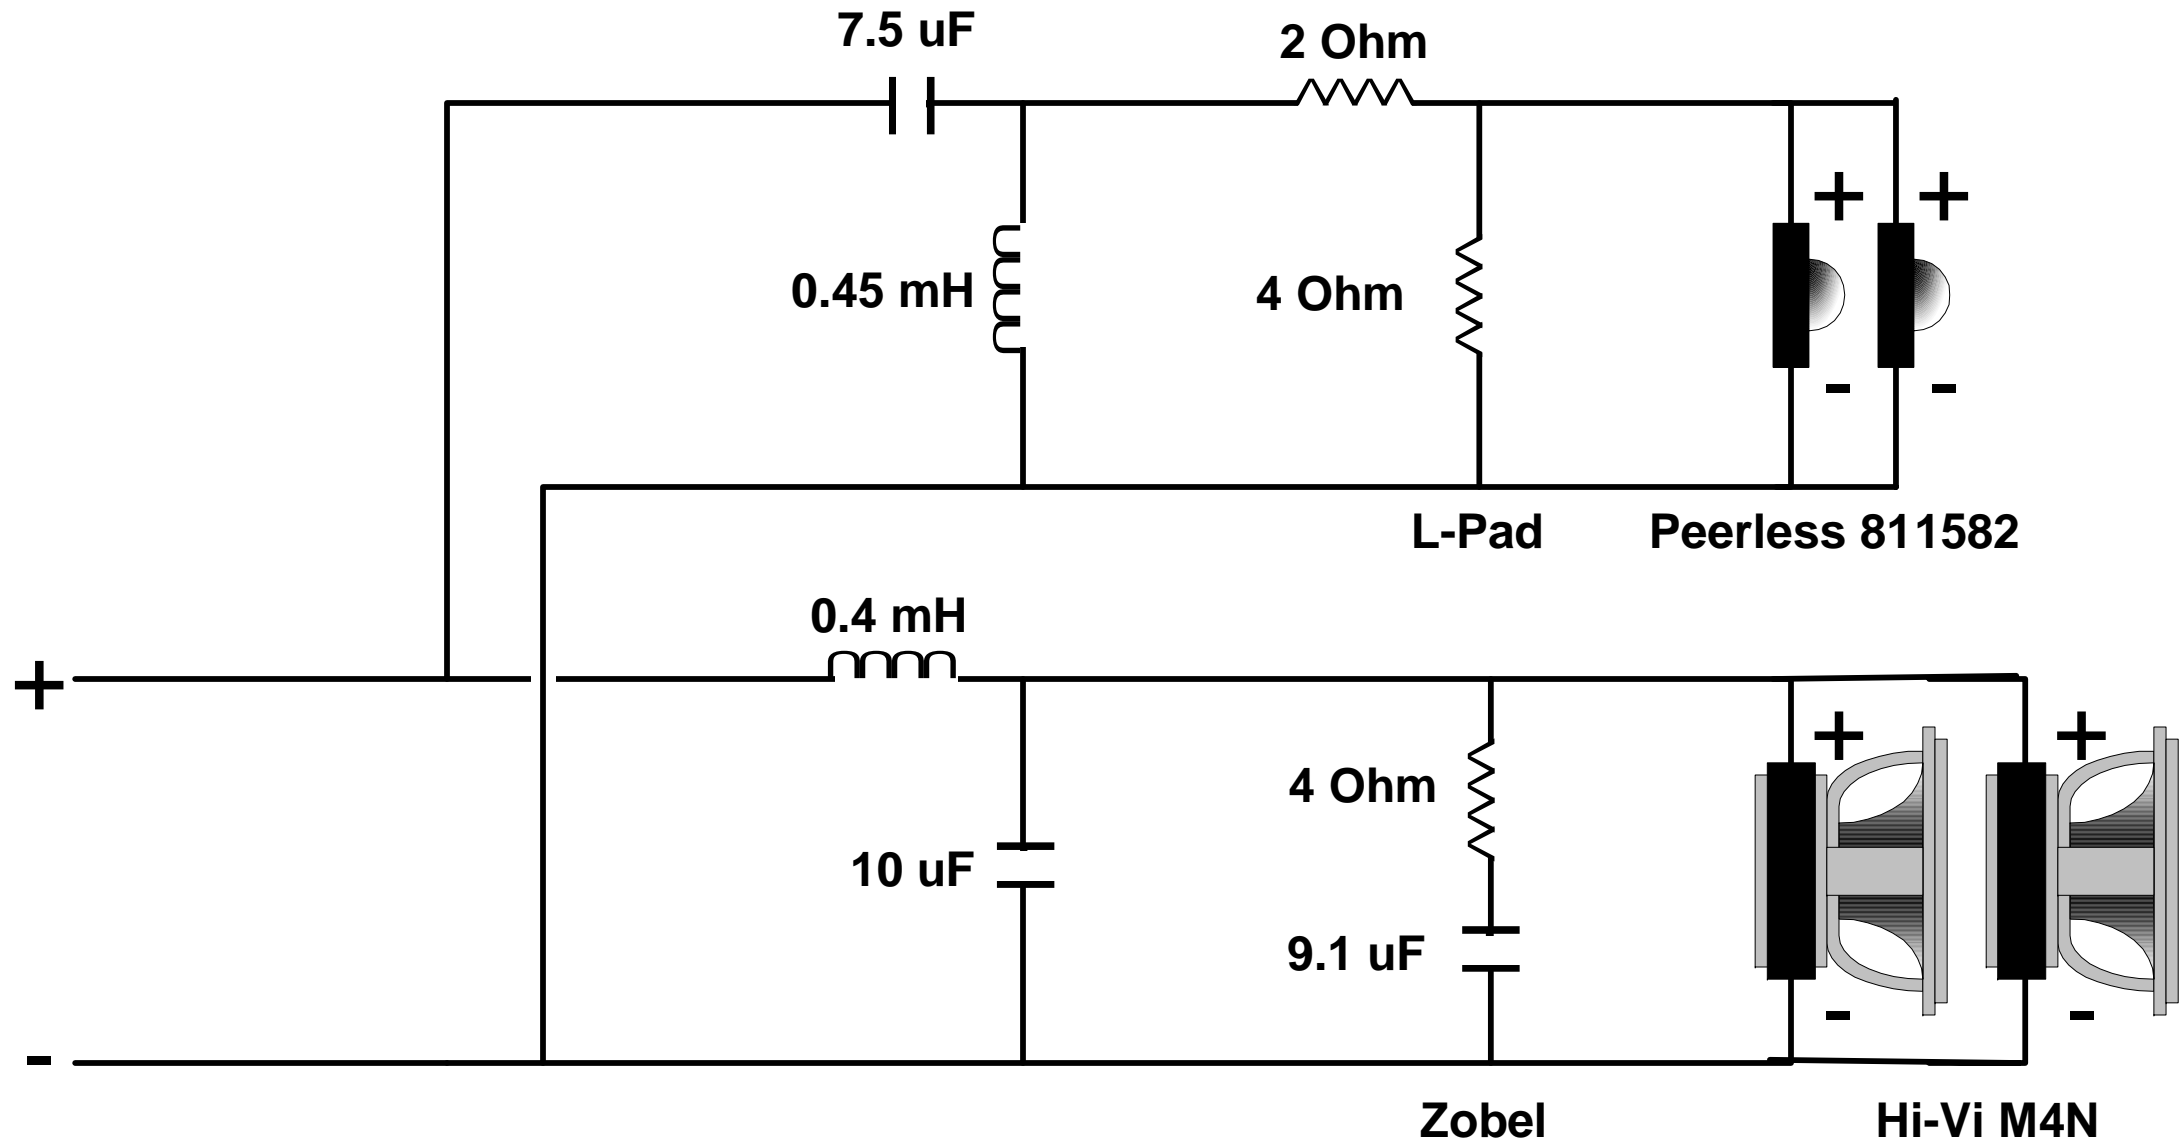 7.5 uF
2 Ohm
+ +
0.45 mH
4 Ohm
- -
L-Pad
Peerless 811582
0.4 mH
+
+ +
4 Ohm
10 uF
9.1 uF
- -
-
Zobel
Hi-Vi M4N